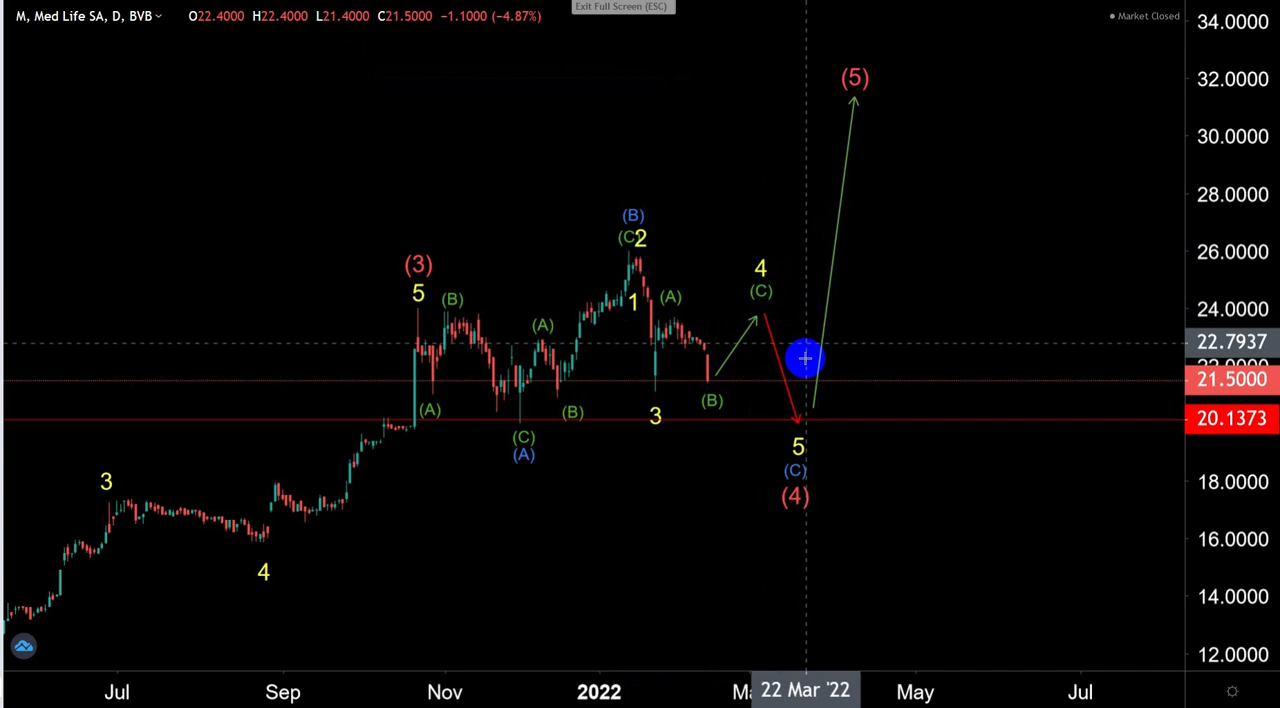 Exit Full Screen (ESC)
M, Med Life SA, D, BVB O22.4000 H22.4000 L21.4000 C21.5000 −1.1000 (−4.87%)
Market Closed
34.0000
32.0000
30.0000
28.0000
26.0000
24.0000
22.7937
22.0000
21.5000
20.1373
18.0000
16.0000
14.0000
12.0000
(5)
(B)
(C)
2
(3)
5
(B)
1
(A)
4
(C)
(A)
(A)
(B)
3
(B)
(C)
(A)
5
(C)
(4)
3
4
Jul
Sep
Nov
2022
22 Mar '22
May
Jul